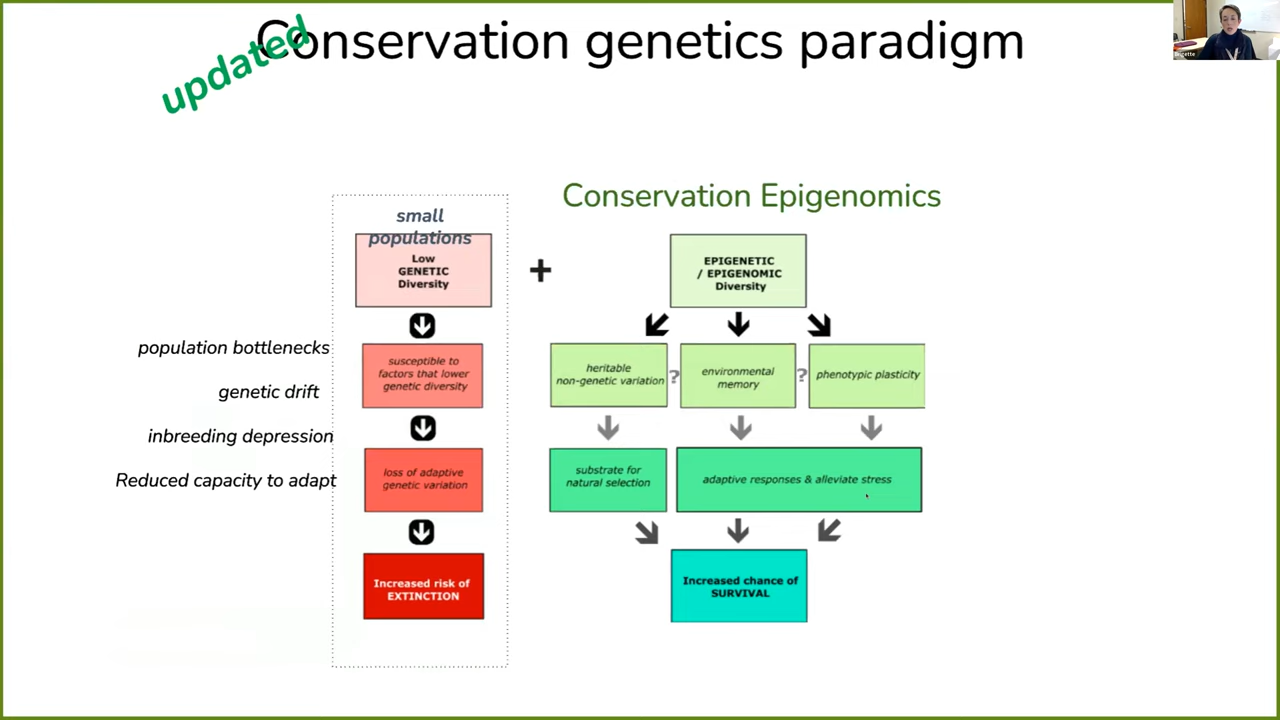 updated
Conservation genetics paradigm
Conservation Epigenomics
small
populations
Low
GENETIC
Diversity
+
EPIGENETIC
/ EPIGENOMIC
Diversity
population bottlenecks
genetic drift
inbreeding depression
Reduced capacity to adapt
susceptible to
factors that lower
genetic diversity
heritable
non-genetic variation
?
environmental
memory
?
phenotypic plasticity
loss of adaptive
genetic variation
substrate for
natural selection
adaptive responses & alleviate stress
Increased risk of
EXTINCTION
Increased chance of
SURVIVAL